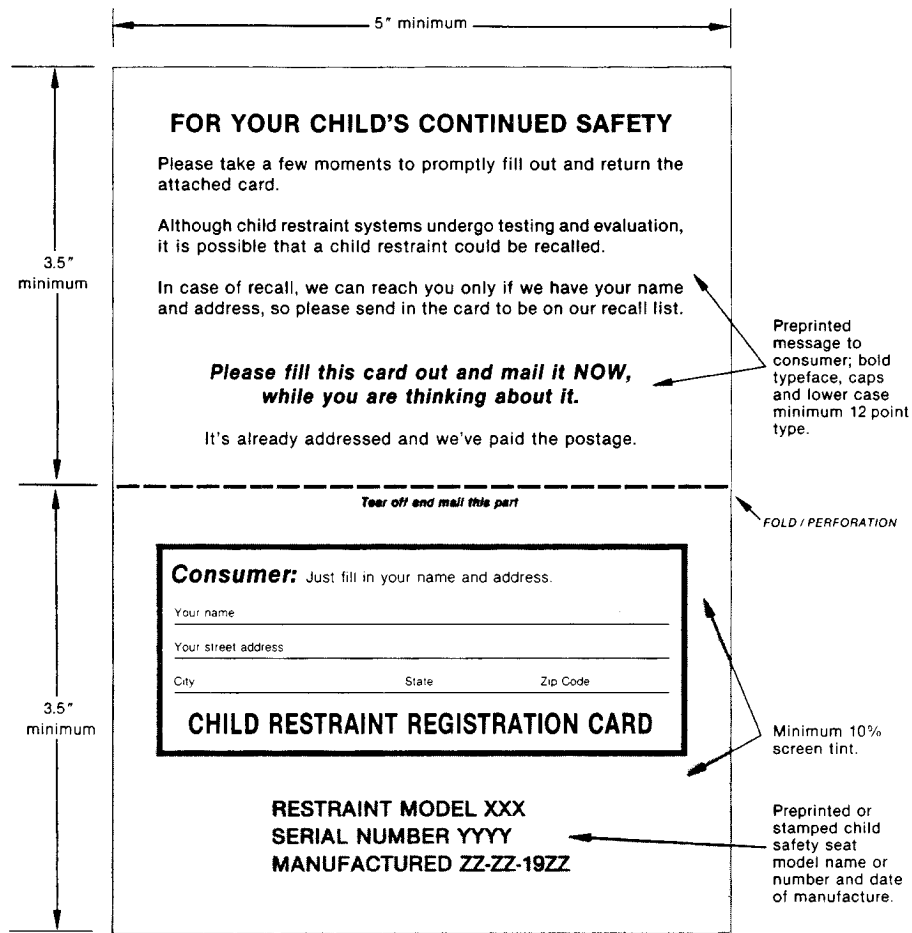 5″ minimum
FOR YOUR CHILD'S CONTINUED SAFETY
Please take a few moments to promptly fill out and return the
attached card.
Although child restraint systems undergo testing and evaluation,
it is possible that a child restraint could be recalled.
In case of recall, we can reach you only if we have your name
and address, so please send in the card to be on our recall list.
Please fill this card out and mail it NOW,
while you are thinking about it.
It's already addressed and we've paid the postage.
3.5″
minimum
Preprinted
message to
consumer; bold
typeface, caps
and lower case
minimum 12 point
type.
Tear off and mail this part
FOLD / PERFORATION
Consumer: Just fill in your name and address.
Your name
Your street address
City State Zip Code
CHILD RESTRAINT REGISTRATION CARD
3.5″
minimum
Minimum 10%
screen tint.
RESTRAINT MODEL XXX
SERIAL NUMBER YYYY
MANUFACTURED ZZ-ZZ-19ZZ
Preprinted or
stamped child
safety seat
model name or
number and date
of manufacture.